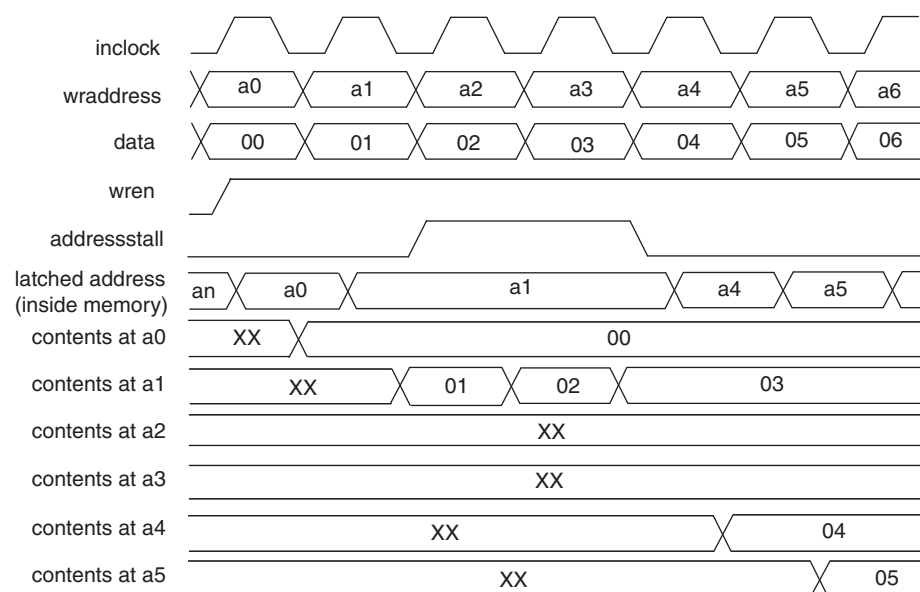 inclock
wraddress a0 a1 a2 a3 a4 a5 a6
data 00 01 02 03 04 05 06
wren
addressstall
latched address
(inside memory) an a0 a1 a4 a5
contents at a0 XX 00
contents at a1 XX 01 02 03
contents at a2 XX
contents at a3 XX
contents at a4 XX 04
contents at a5 XX 05